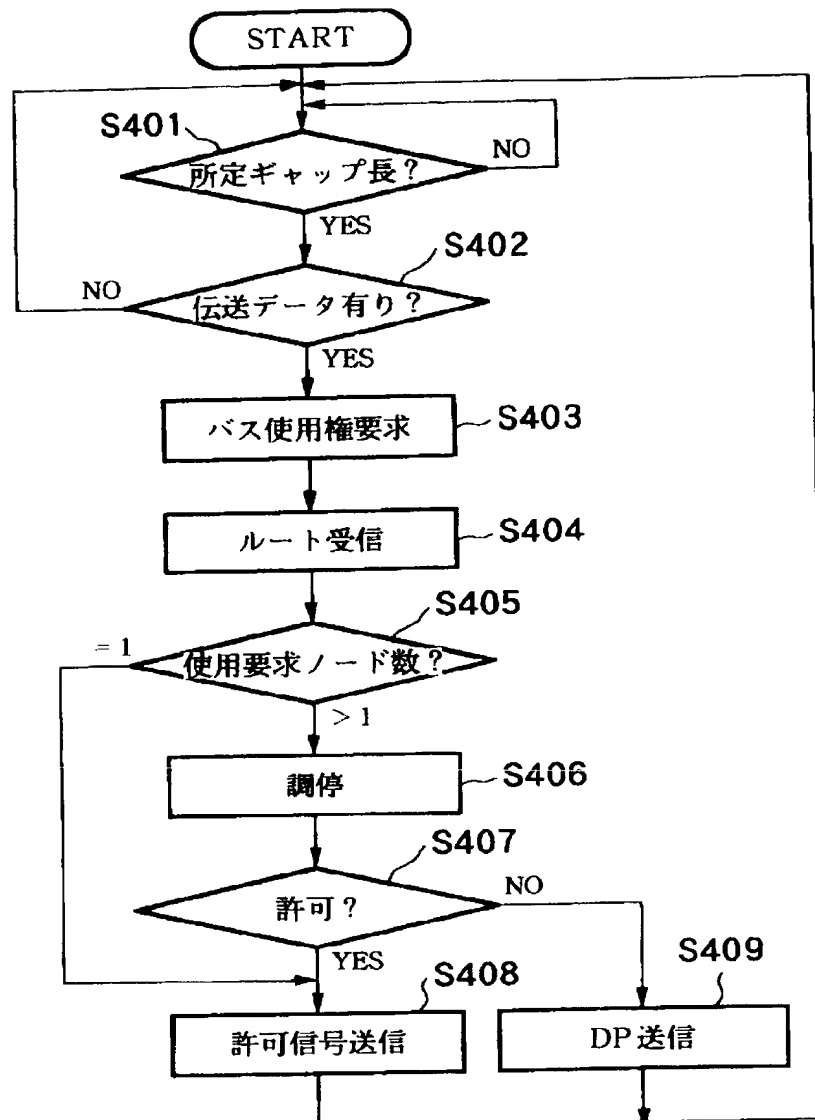 START
S401
所定ギャップ長?
NO
YES
S402
NO
伝送データ有り?
YES
バス使用権要求
S403
ルート受信
S404
S405
= 1
使用要求ノード数?
> 1
調停
S406
S407
許可?
NO
YES
S408
S409
許可信号送信
DP送信